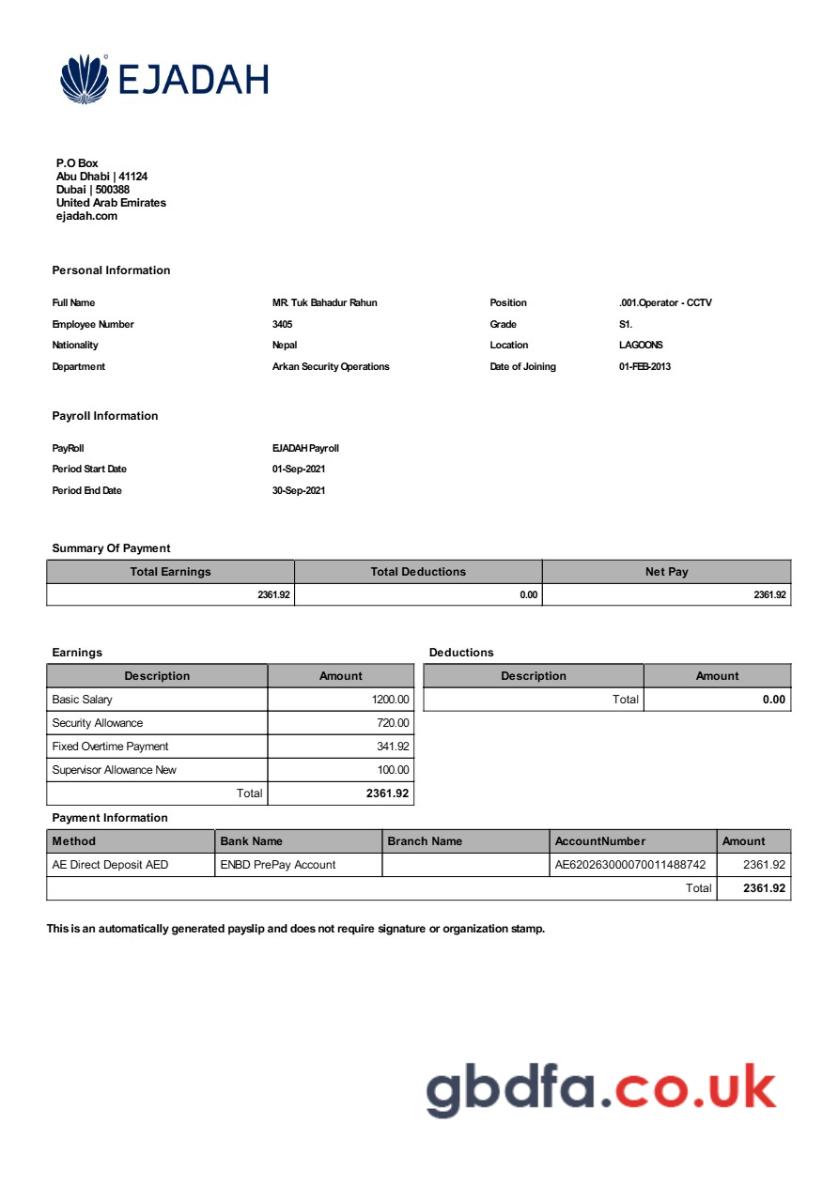 EJADAH
P.O Box
Abu Dhabi | 41124
Dubai | 500388
United Arab Emirates
ejadah.com
Personal Information
Full Name MR. Tuk Bahadur Rahun Position .001.Operator - CCTV
Employee Number 3405 Grade S1.
Nationality Nepal Location LAGOONS
Department Arkan Security Operations Date of Joining 01-FEB-2013
Payroll Information
PayRoll EJADAH Payroll
Period Start Date 01-Sep-2021
Period End Date 30-Sep-2021
Summary Of Payment
Total Earnings Total Deductions Net Pay
2361.92 0.00 2361.92
Earnings Deductions
Description Amount Description Amount
Basic Salary 1200.00 Total 0.00
Security Allowance 720.00
Fixed Overtime Payment 341.92
Supervisor Allowance New 100.00
Total 2361.92
Payment Information
Method Bank Name Branch Name AccountNumber Amount
AE Direct Deposit AED ENBD PrePay Account AE620263000070011488742 2361.92
Total 2361.92
This is an automatically generated payslip and does not require signature or organization stamp.
gbdfa.co.uk